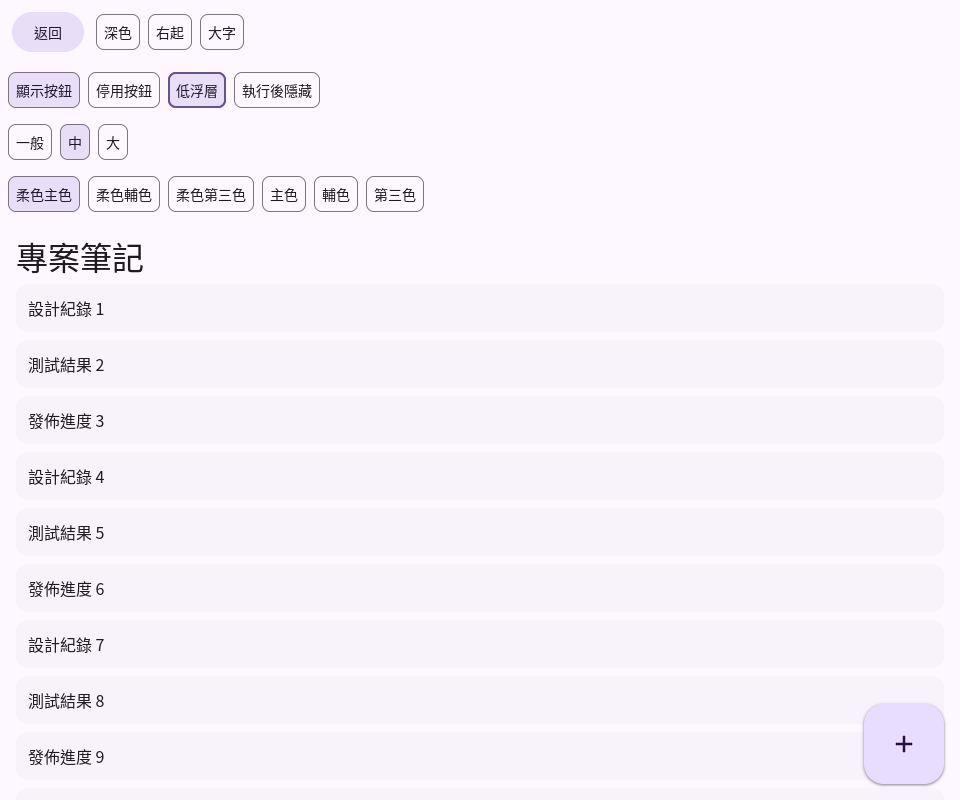 返回 深色 右起 大字
顯示按鈕 停用按鈕 低浮層 執行後隱藏
一般 中 大
柔色主色 柔色輔色 柔色第三色 主色 輔色 第三色
專案筆記
設計紀錄 1
測試結果 2
發佈進度 3
設計紀錄 4
測試結果 5
發佈進度 6
設計紀錄 7
測試結果 8
發佈進度 9